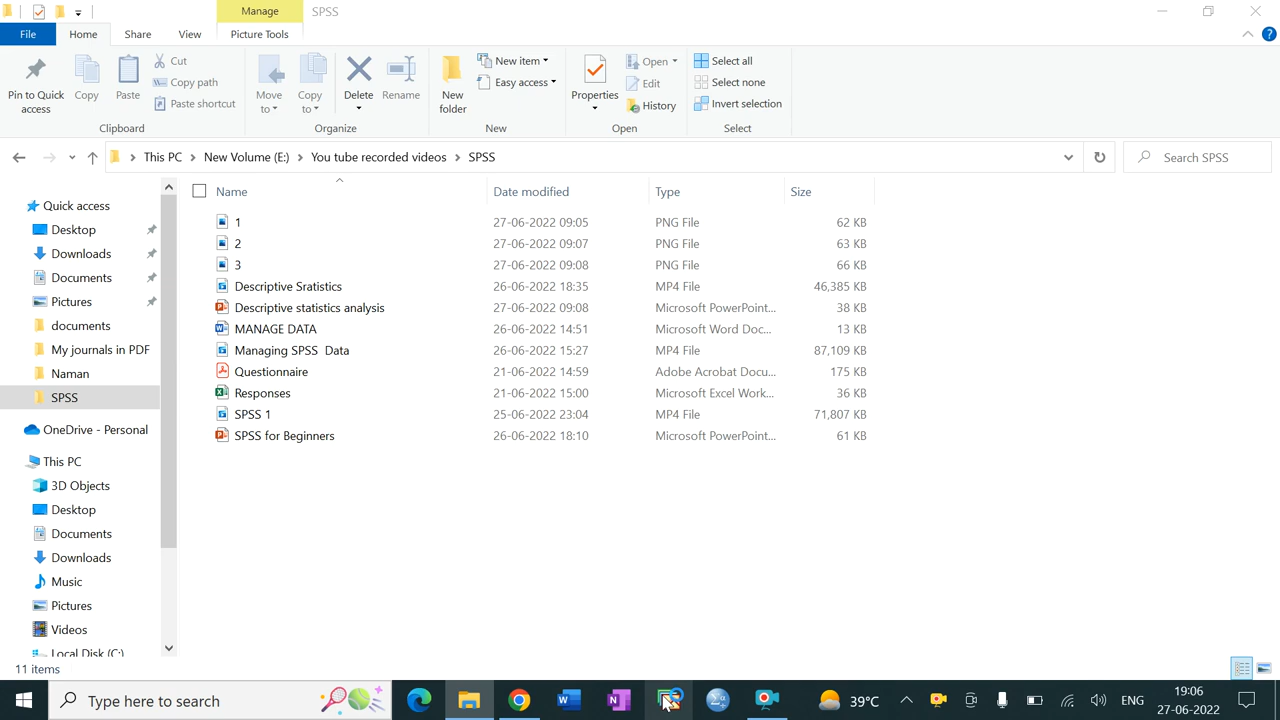 Manage SPSS
File Home Share View Picture Tools
Pin to Quick access Copy Paste Cut Copy path Paste shortcut
Move to Copy to Delete Rename New folder New item Easy access Properties Open Edit History Select all Select none Invert selection
Clipboard Organize New Open Select
This PC > New Volume (E:) > You tube recorded videos > SPSS Search SPSS
Name Date modified Type Size
1 27-06-2022 09:05 PNG File 62 KB
2 27-06-2022 09:07 PNG File 63 KB
3 27-06-2022 09:08 PNG File 66 KB
Descriptive Sratistics 26-06-2022 18:35 MP4 File 46,385 KB
Descriptive statistics analysis 27-06-2022 09:08 Microsoft PowerPoint... 38 KB
MANAGE DATA 26-06-2022 14:51 Microsoft Word Doc... 13 KB
Managing SPSS Data 26-06-2022 15:27 MP4 File 87,109 KB
Questionnaire 21-06-2022 14:59 Adobe Acrobat Docu... 175 KB
Responses 21-06-2022 15:00 Microsoft Excel Work... 36 KB
SPSS 1 25-06-2022 23:04 MP4 File 71,807 KB
SPSS for Beginners 26-06-2022 18:10 Microsoft PowerPoint... 61 KB
Quick access
Desktop
Downloads
Documents
Pictures
documents
My journals in PDF
Naman
SPSS
OneDrive - Personal
This PC
3D Objects
Desktop
Documents
Downloads
Music
Pictures
Videos
Local Disk (C:)
11 items
Type here to search 39°C ENG 19:06
27-06-2022